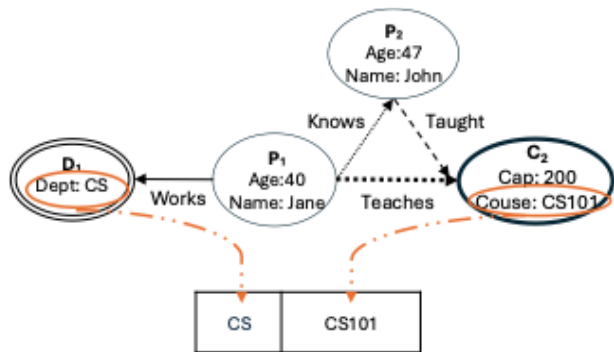 P₂
Age:47
Name: John
Knows
Taught
D₁
Dept: CS
Works
P₁
Age:40
Name: Jane
Teaches
C₂
Cap: 200
Couse: CS101
CS
CS101